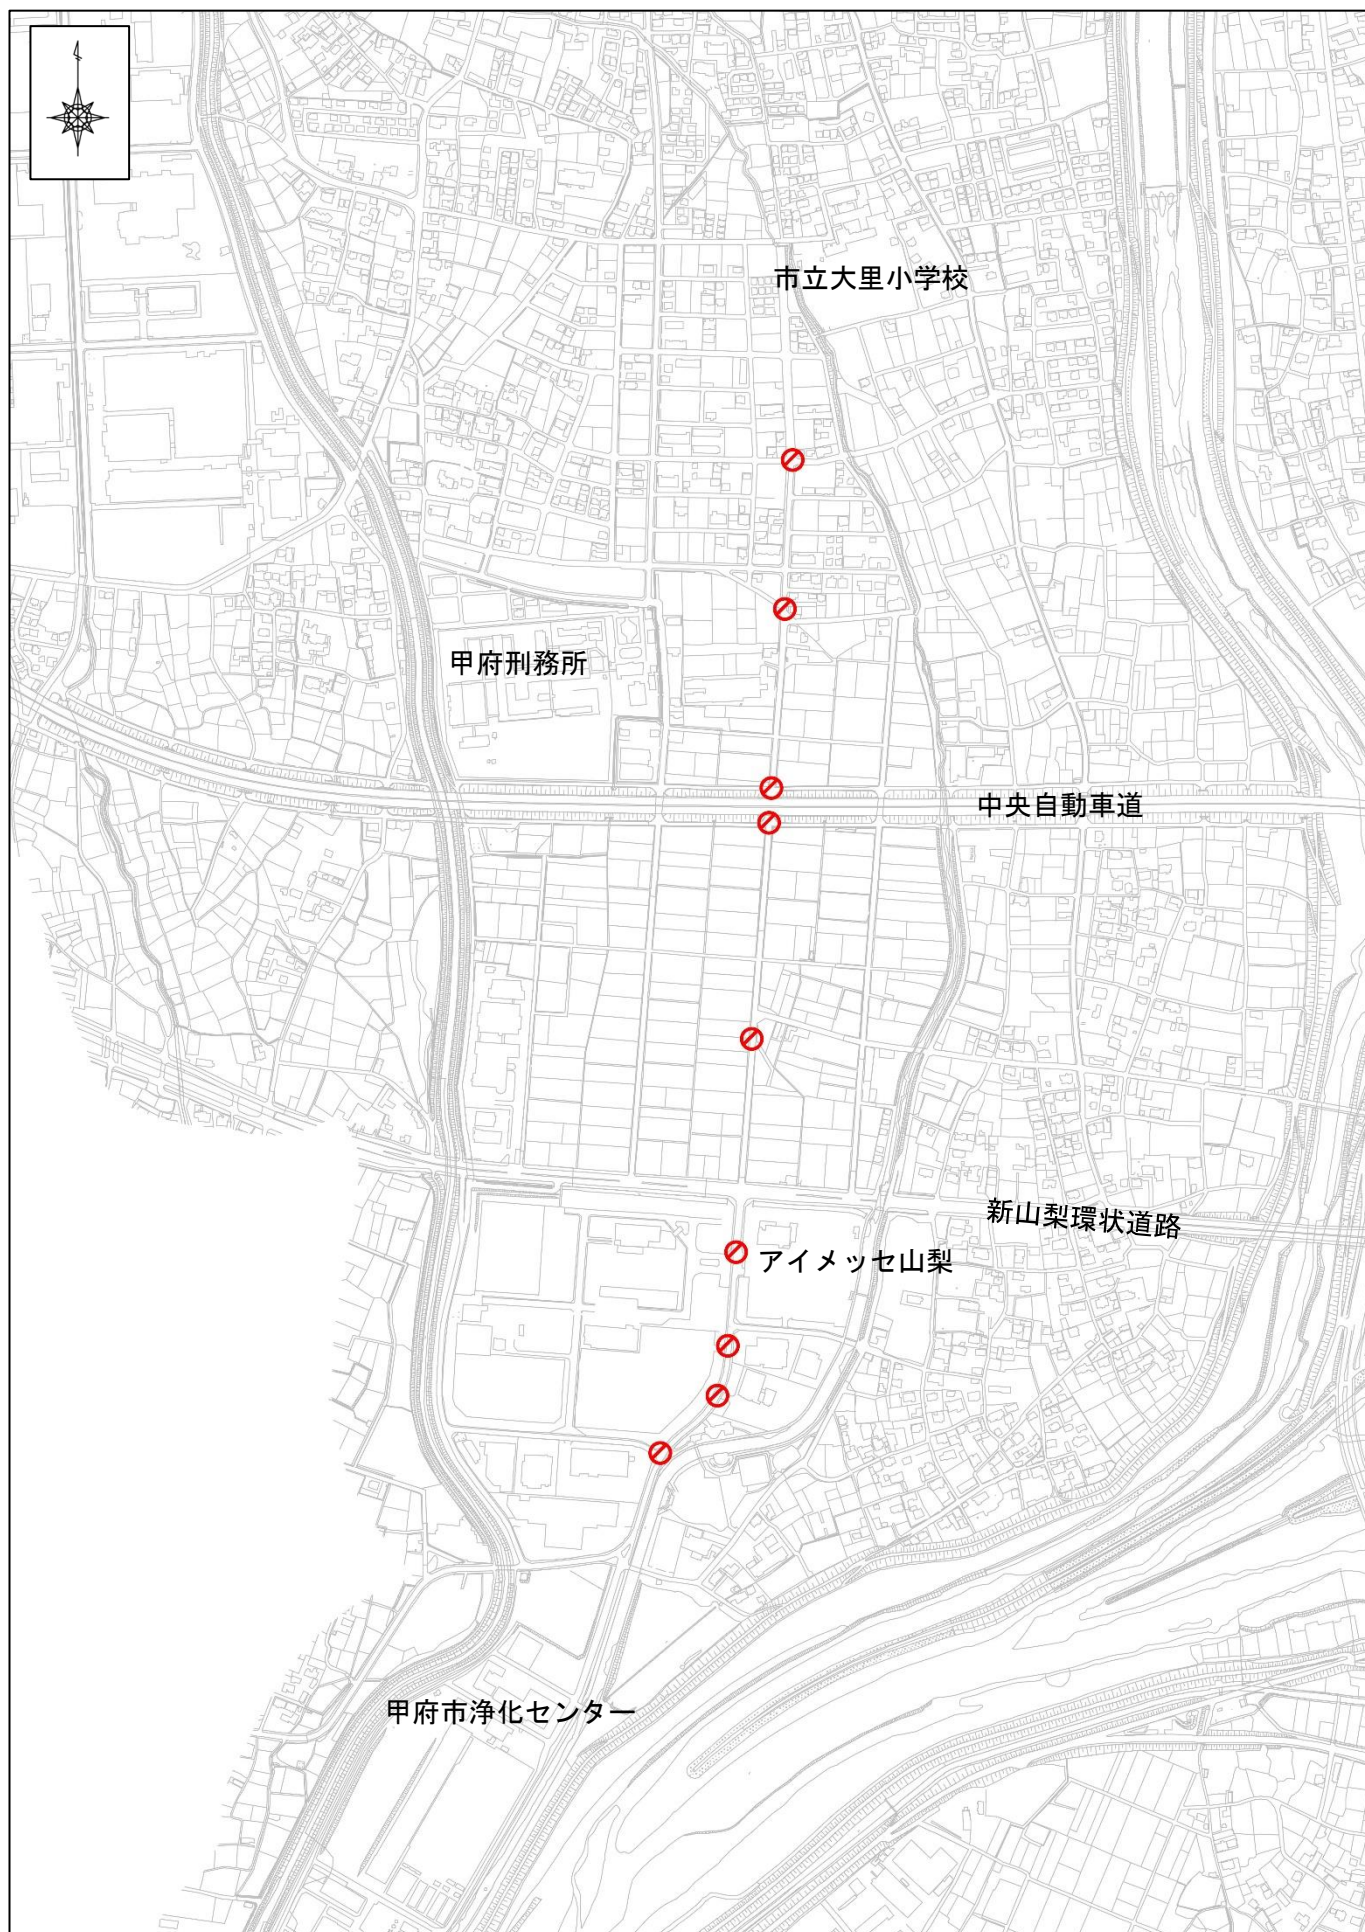 市立大里小学校
甲府刑務所
中央自動車道
新山梨環状道路
アイメッセ山梨
甲府市浄化センター